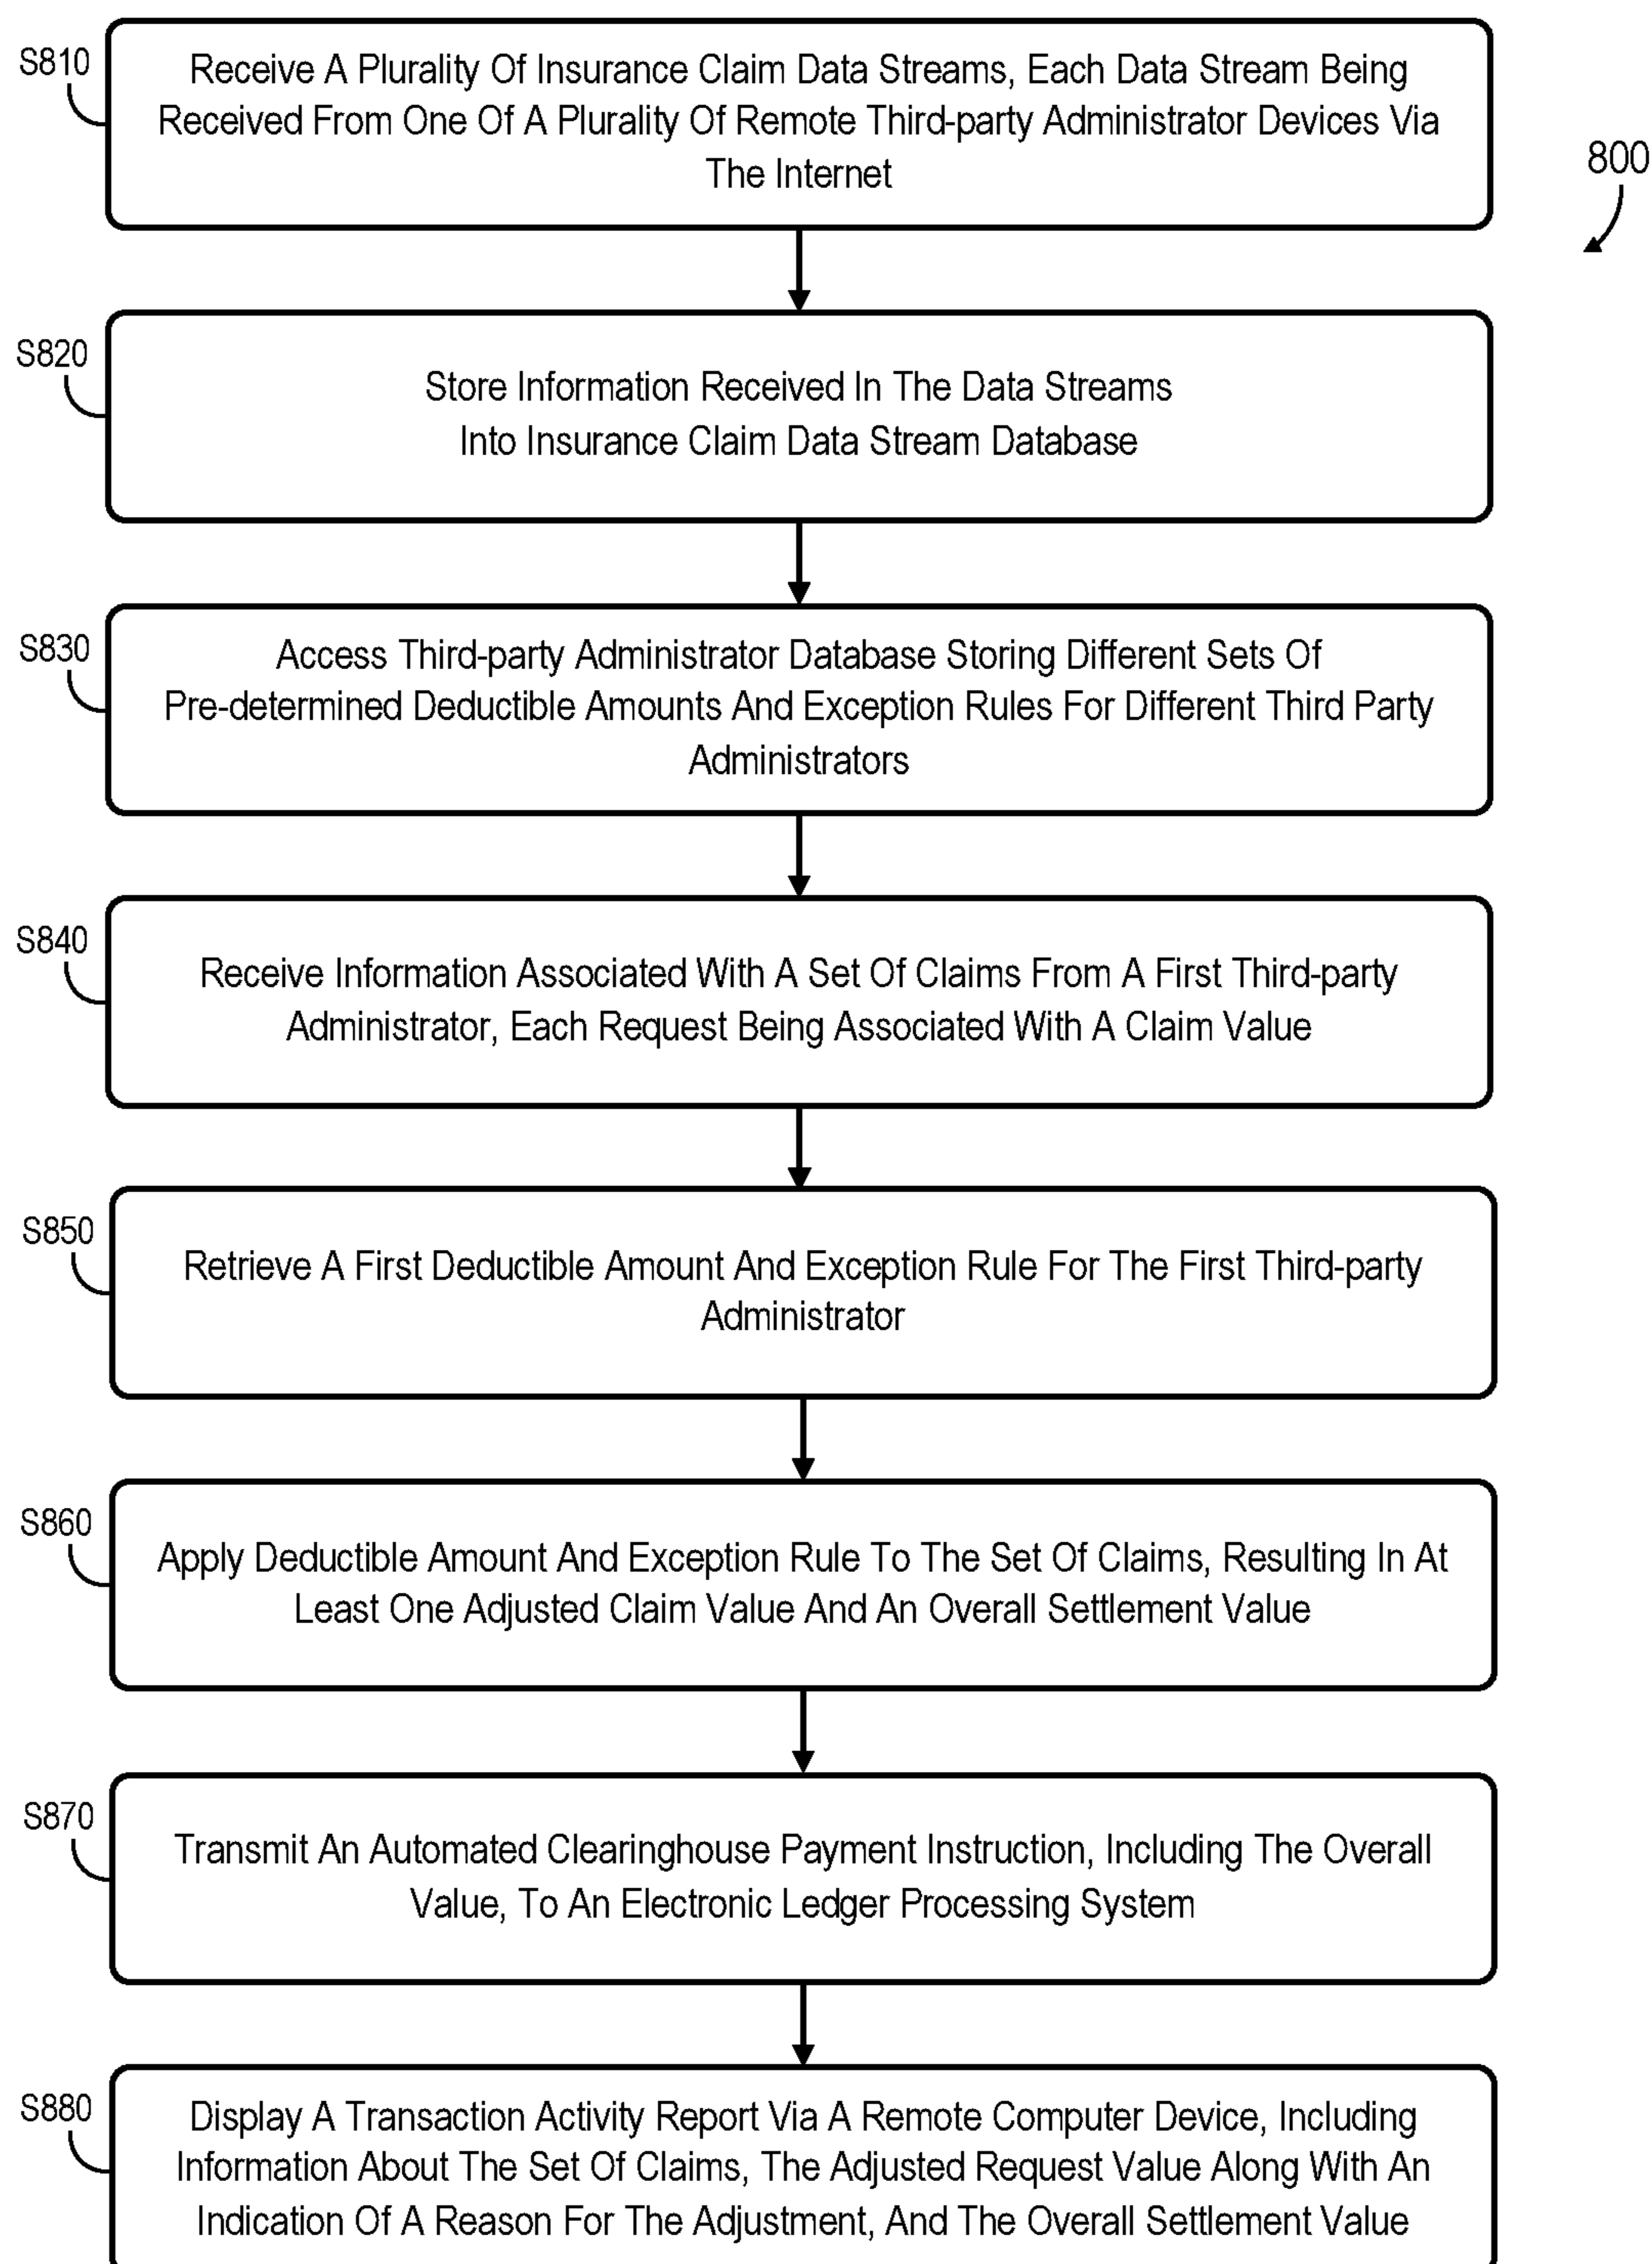 S810
Receive A Plurality Of Insurance Claim Data Streams, Each Data Stream Being
Received From One Of A Plurality Of Remote Third-party Administrator Devices Via
The Internet
800
S820
Store Information Received In The Data Streams
Into Insurance Claim Data Stream Database
S830
Access Third-party Administrator Database Storing Different Sets Of
Pre-determined Deductible Amounts And Exception Rules For Different Third Party
Administrators
S840
Receive Information Associated With A Set Of Claims From A First Third-party
Administrator, Each Request Being Associated With A Claim Value
S850
Retrieve A First Deductible Amount And Exception Rule For The First Third-party
Administrator
S860
Apply Deductible Amount And Exception Rule To The Set Of Claims, Resulting In At
Least One Adjusted Claim Value And An Overall Settlement Value
S870
Transmit An Automated Clearinghouse Payment Instruction, Including The Overall
Value, To An Electronic Ledger Processing System
S880
Display A Transaction Activity Report Via A Remote Computer Device, Including
Information About The Set Of Claims, The Adjusted Request Value Along With An
Indication Of A Reason For The Adjustment, And The Overall Settlement Value